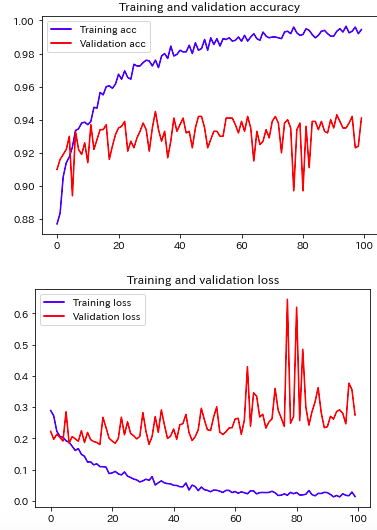 Training and validation accuracy
1.00
0.98
0.96
0.94
0.92
0.90
0.88
Training acc
Validation acc
0 20 40 60 80 100
Training and validation loss
0.6
0.5
0.4
0.3
0.2
0.1
0.0
Training loss
Validation loss
0 20 40 60 80 100